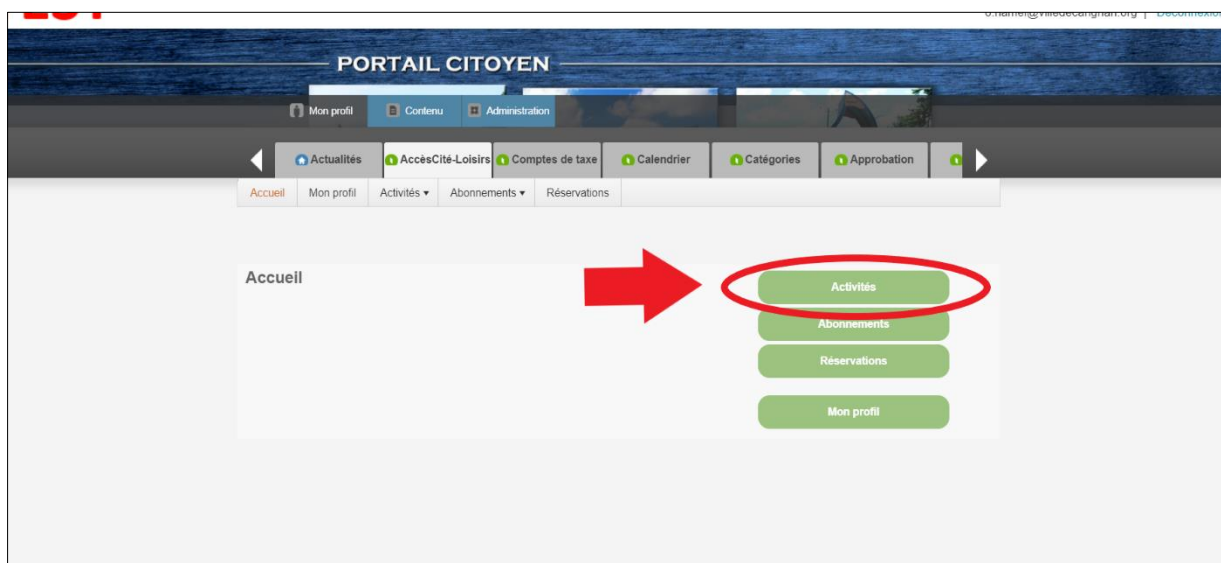 PORTAIL CITOYEN
Mon profil Contenu Administration
Actualités AccèsCité-Loisirs Comptes de taxe Calendrier Catégories Approbation
Accueil Mon profil Activités Abonnements Réservations
Accueil
Activités
Abonnements
Réservations
Mon profil